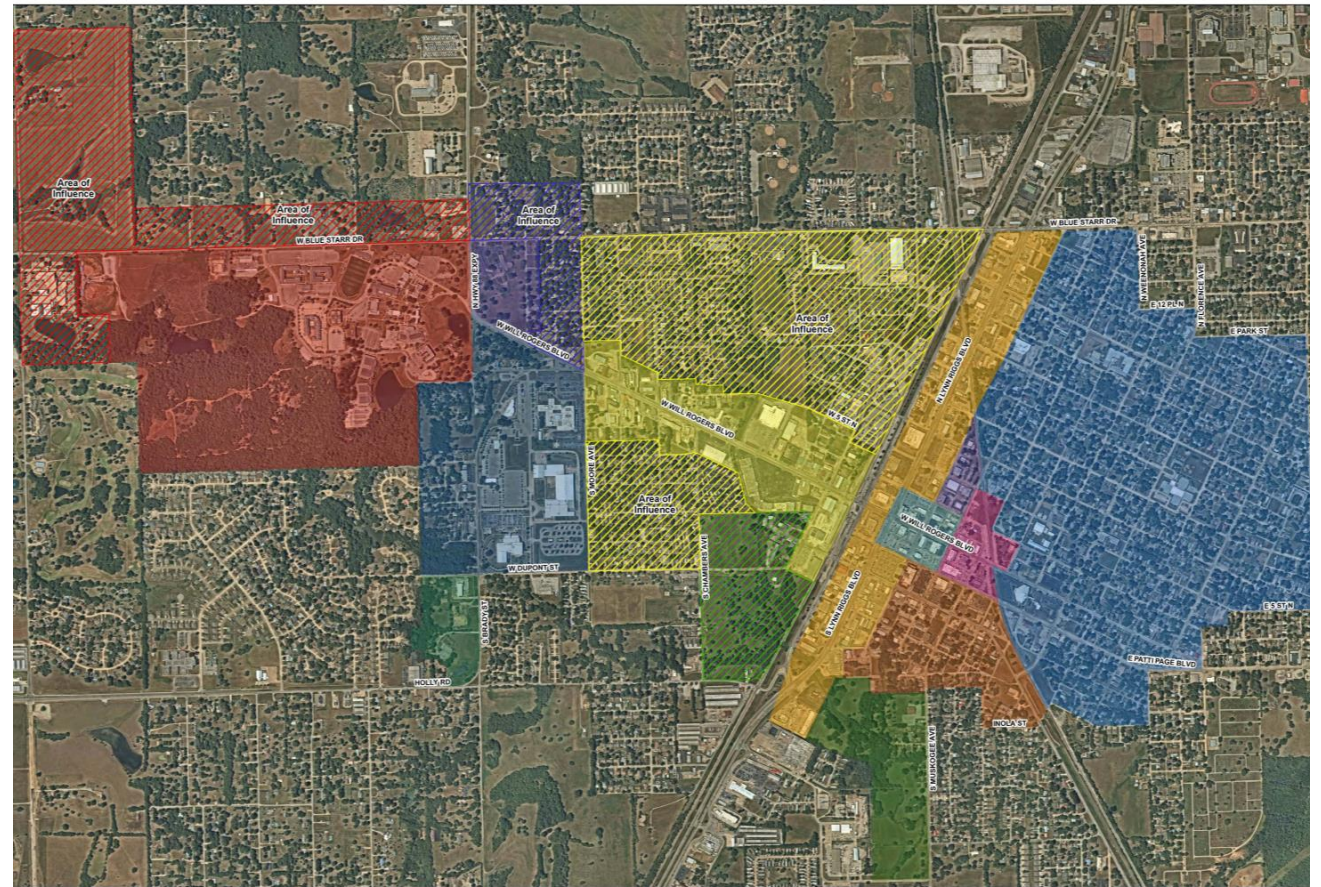 W BLUE STARR DR
Area of
Influence
Area of
Influence
Area of
Influence
W BLUE STARR DR
N WEENONAH AVE
N FLORENCE AVE
N HWY 88 EXPY
E 12 PL N
E PARK ST
Area of
Influence
W WILL ROGERS BLVD
N LYNN RIGGS BLVD
W WILL ROGERS BLVD
W 5 ST N
S MOORE AVE
Area of
Influence
W WILL ROGERS BLVD
S CHAMBERS AVE
W DUPONT ST
S LYNN RIGGS BLVD
S BRADY ST
E 5 ST N
E PATTI PAGE BLVD
HOLLY RD
INOLA ST
S MUSKOGEE AVE